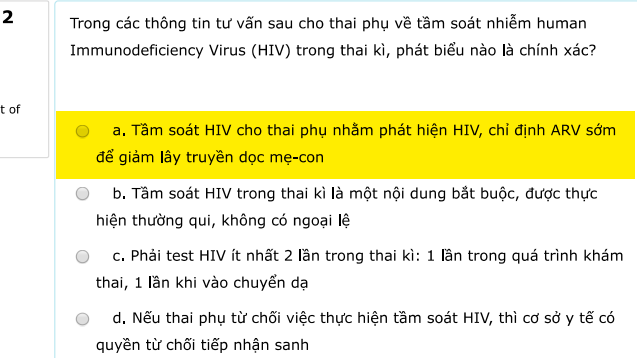 2
Trong các thông tin tư vấn sau cho thai phụ về tầm soát nhiễm human
Immunodeficiency Virus (HIV) trong thai kì, phát biểu nào là chính xác?
t of
a. Tầm soát HIV cho thai phụ nhằm phát hiện HIV, chỉ định ARV sớm
để giảm lây truyền dọc mẹ-con
b. Tầm soát HIV trong thai kì là một nội dung bắt buộc, được thực
hiện thường qui, không có ngoại lệ
c. Phải test HIV ít nhất 2 lần trong thai kì: 1 lần trong quá trình khám
thai, 1 lần khi vào chuyển dạ
d. Nếu thai phụ từ chối việc thực hiện tầm soát HIV, thì cơ sở y tế có
quyền từ chối tiếp nhận sanh